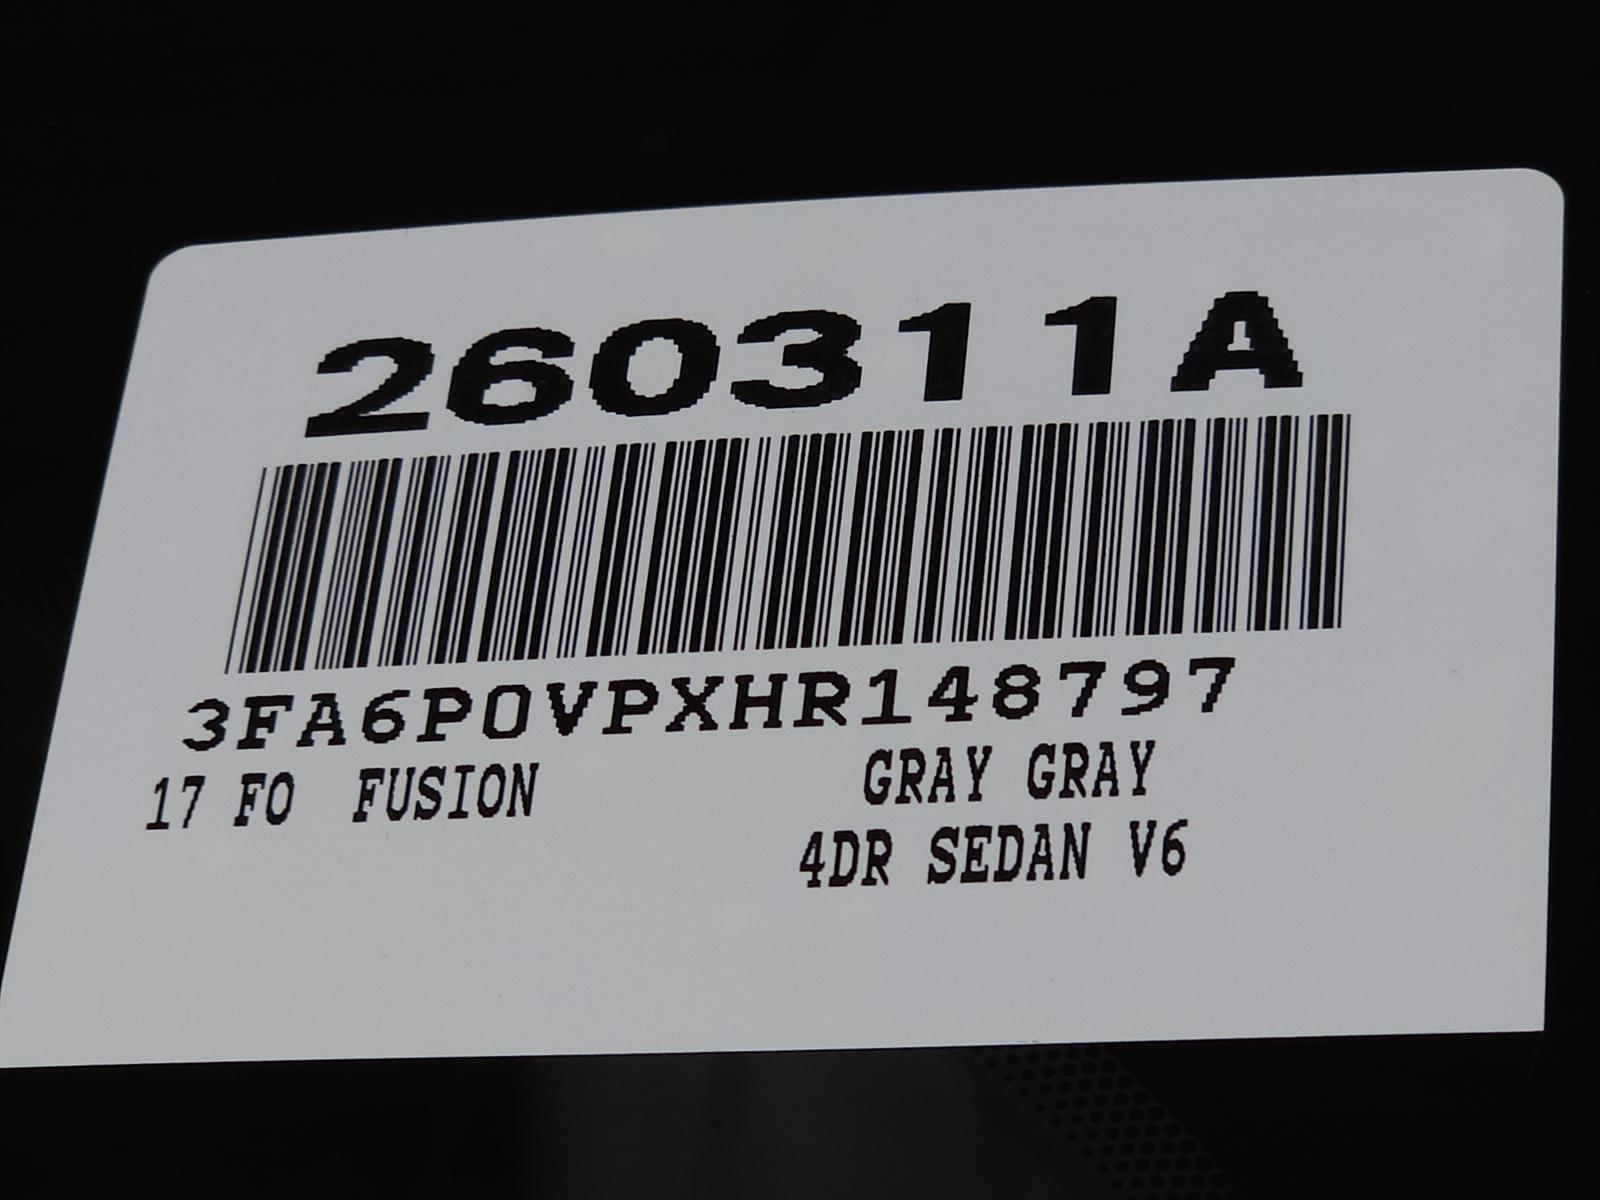 260311A
3FA6P0VPXHR148797
17 FO FUSION GRAY GRAY
4DR SEDAN V6